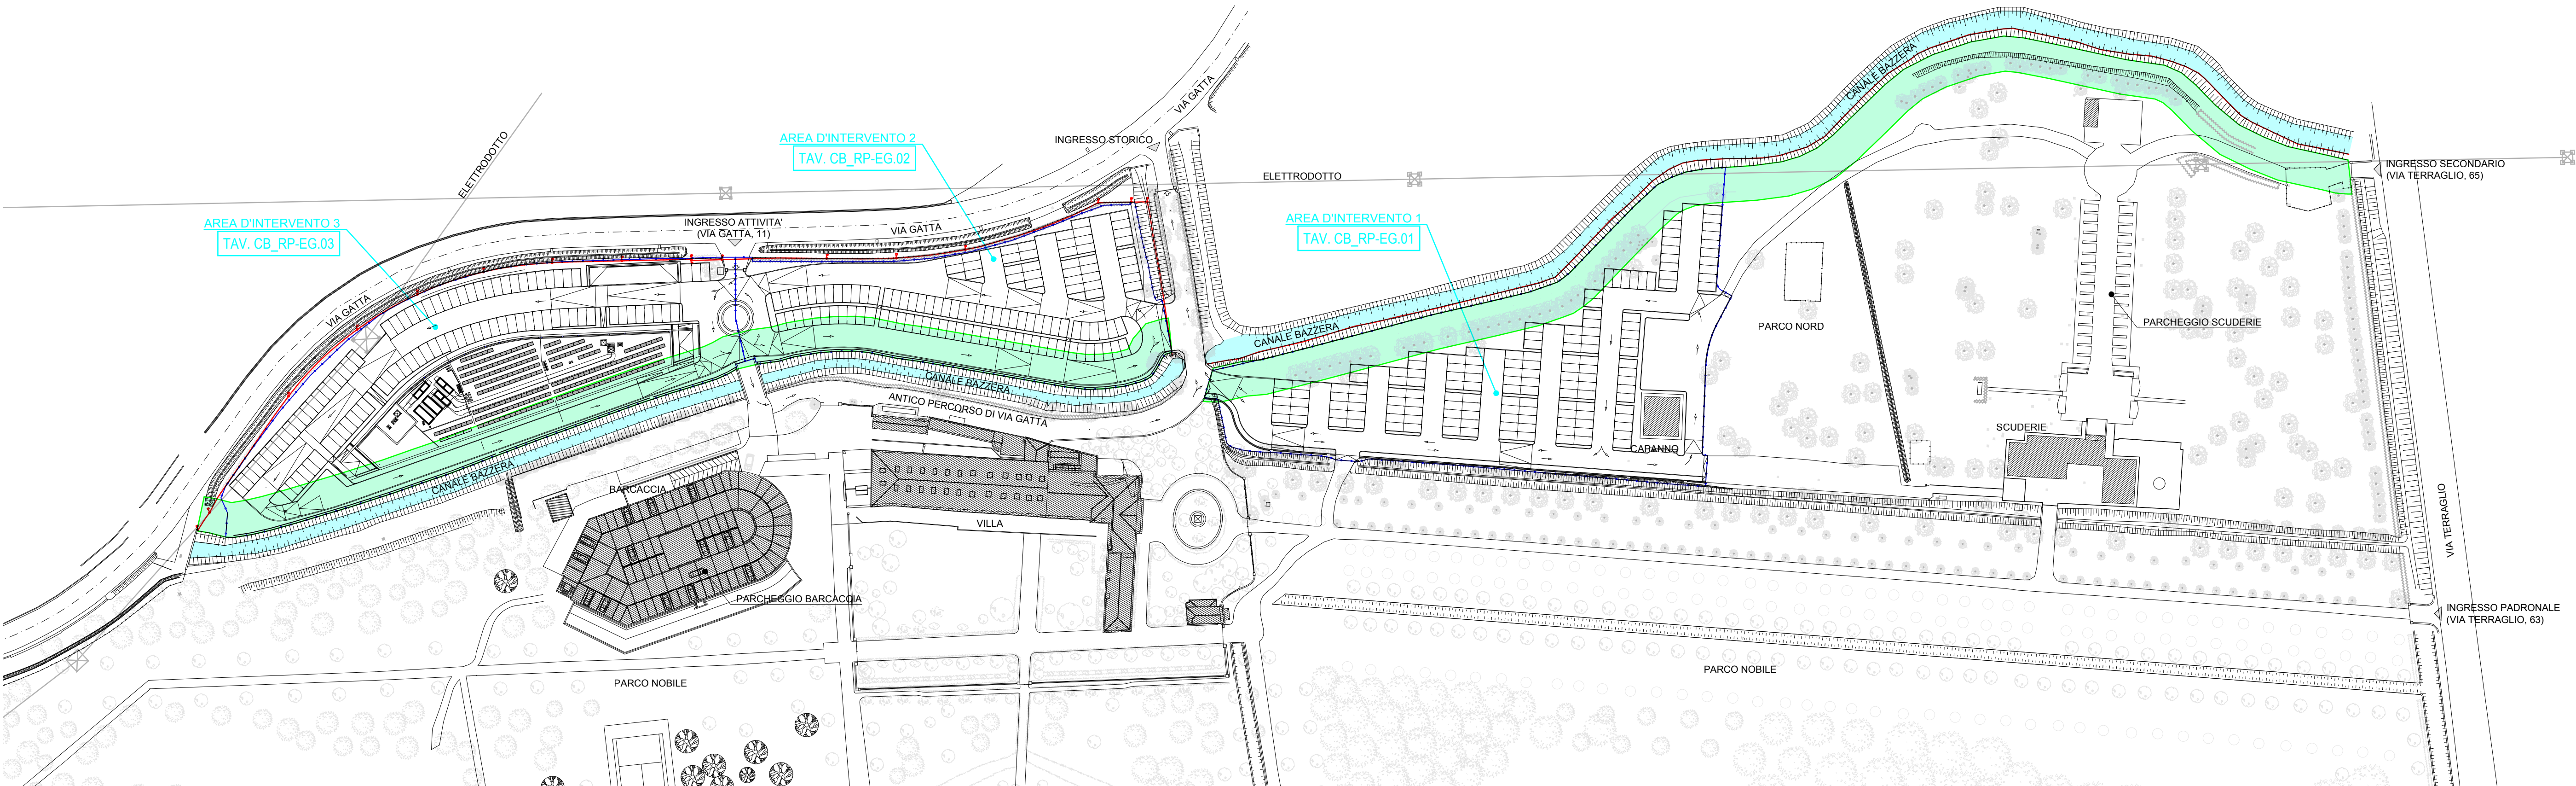 CANALE BAZZERA
VIA GATTA
ELETTRODOTTO
AREA D'INTERVENTO 2
TAV. CB_RP-EG.02
INGRESSO STORICO
ELETTRODOTTO
INGRESSO SECONDARIO
(VIA TERRAGLIO, 65)
AREA D'INTERVENTO 3
TAV. CB_RP-EG.03
INGRESSO ATTIVITA'
(VIA GATTA, 11)
VIA GATTA
AREA D'INTERVENTO 1
TAV. CB_RP-EG.01
VIA GATTA
CANALE BAZZERA
PARCO NORD
PARCHEGGIO SCUDERIE
CANALE BAZZERA
ANTICO PERCORSO DI VIA GATTA
SCUDERIE
CAPANNO
CANALE BAZZERA
BARCACCIA
VILLA
VIA TERRAGLIO
PARCHEGGIO BARCACCIA
INGRESSO PADRONALE
(VIA TERRAGLIO, 63)
PARCO NOBILE
PARCO NOBILE